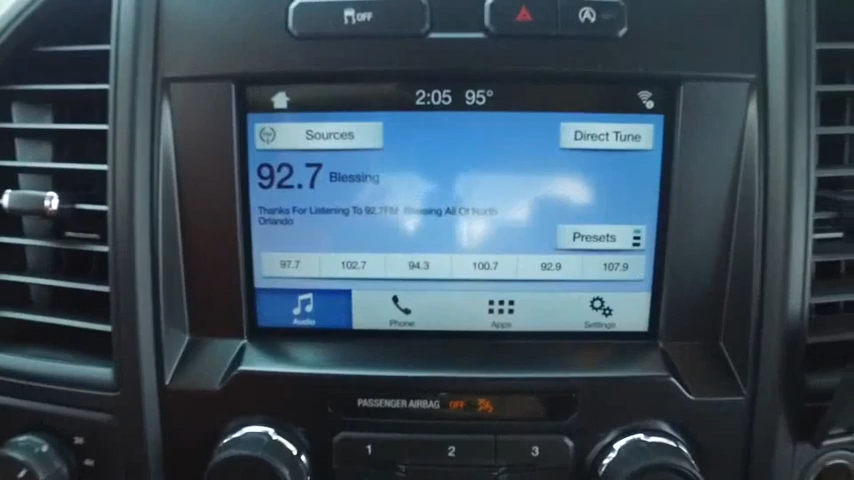 OFF
A
2:05 95°
Sources
Direct Tune
92.7 Blessing
Thanks For Listening To 92.7FM Blessing All Of North
Orlando
Presets
97.7 102.7 94.3 100.7 92.9 107.9
Audio Phone Apps Settings
PASSENGER AIRBAG OFF
1 2 3